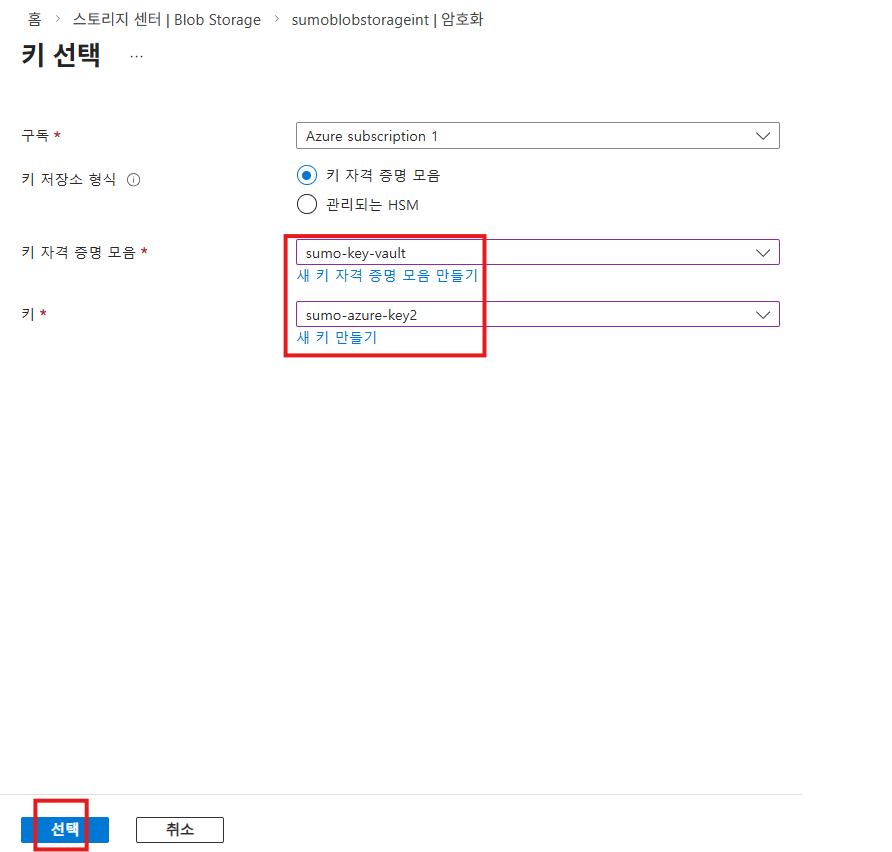 홈 > 스토리지 센터 | Blob Storage > sumoblobstorageint | 암호화
키 선택 ...
구독 * Azure subscription 1
키 저장소 형식 키 자격 증명 모음
관리되는 HSM
키 자격 증명 모음 * sumo-key-vault
새 키 자격 증명 모음 만들기
키 * sumo-azure-key2
새 키 만들기
선택 취소